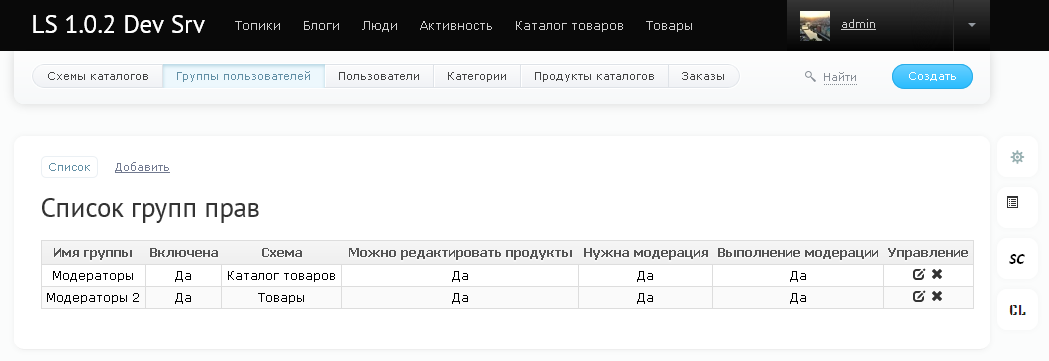 LS 1.0.2 Dev Srv Топики Блоги Люди Активность Каталог товаров Товары admin
Схемы каталогов Группы пользователей Пользователи Категории Продукты каталогов Заказы Найти Создать
Список Добавить
Список групп прав
Имя группы Включена Схема Можно редактировать продукты Нужна модерация Выполнение модерации Управление
Модераторы Да Каталог товаров Да Да Да
Модераторы 2 Да Товары Да Да Да
SC
CL